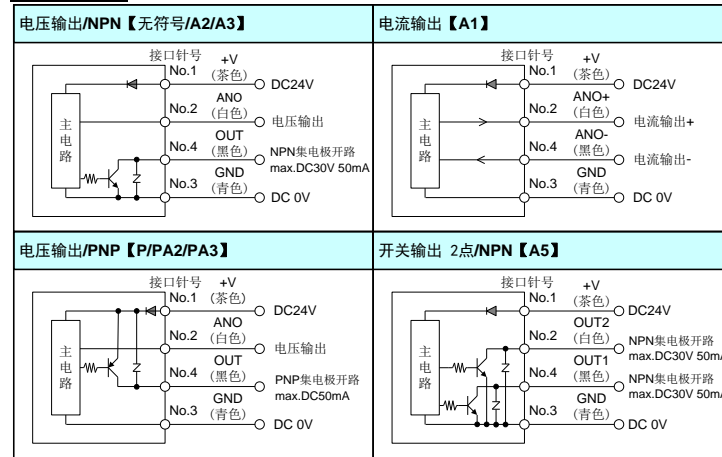 电压输出/NPN【无符号/A2/A3】
接口针号 +V
No.1 (茶色) DC24V
ANO
No.2 (白色) 电压输出
OUT
No.4 (黑色) NPN集电极开路
max.DC30V 50mA
GND
No.3 (青色) DC 0V
主电路
电流输出【A1】
接口针号 +V
No.1 (茶色) DC24V
ANO+
No.2 (白色) 电流输出+
ANO-
No.4 (黑色) 电流输出-
GND
No.3 (青色) DC 0V
主电路
电压输出/PNP【P/PA2/PA3】
接口针号 +V
No.1 (茶色) DC24V
ANO
No.2 (白色) 电压输出
OUT
No.4 (黑色) PNP集电极开路
max.DC50mA
GND
No.3 (青色) DC 0V
主电路
开关输出 2点/NPN【A5】
接口针号 +V
No.1 (茶色) DC24V
OUT2
No.2 (白色) NPN集电极开路
max.DC30V 50mA
OUT1
No.4 (黑色) NPN集电极开路
max.DC30V 50mA
GND
No.3 (青色) DC 0V
主电路